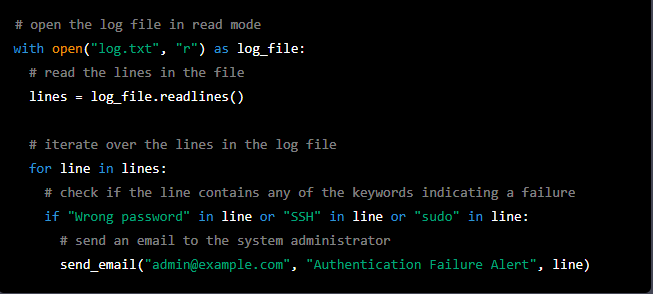 # open the log file in read mode
with open("log.txt", "r") as log_file:
  # read the lines in the file
  lines = log_file.readlines()

  # iterate over the lines in the log file
  for line in lines:
    # check if the line contains any of the keywords indicating a failure
    if "Wrong password" in line or "SSH" in line or "sudo" in line:
      # send an email to the system administrator
      send_email("admin@example.com", "Authentication Failure Alert", line)